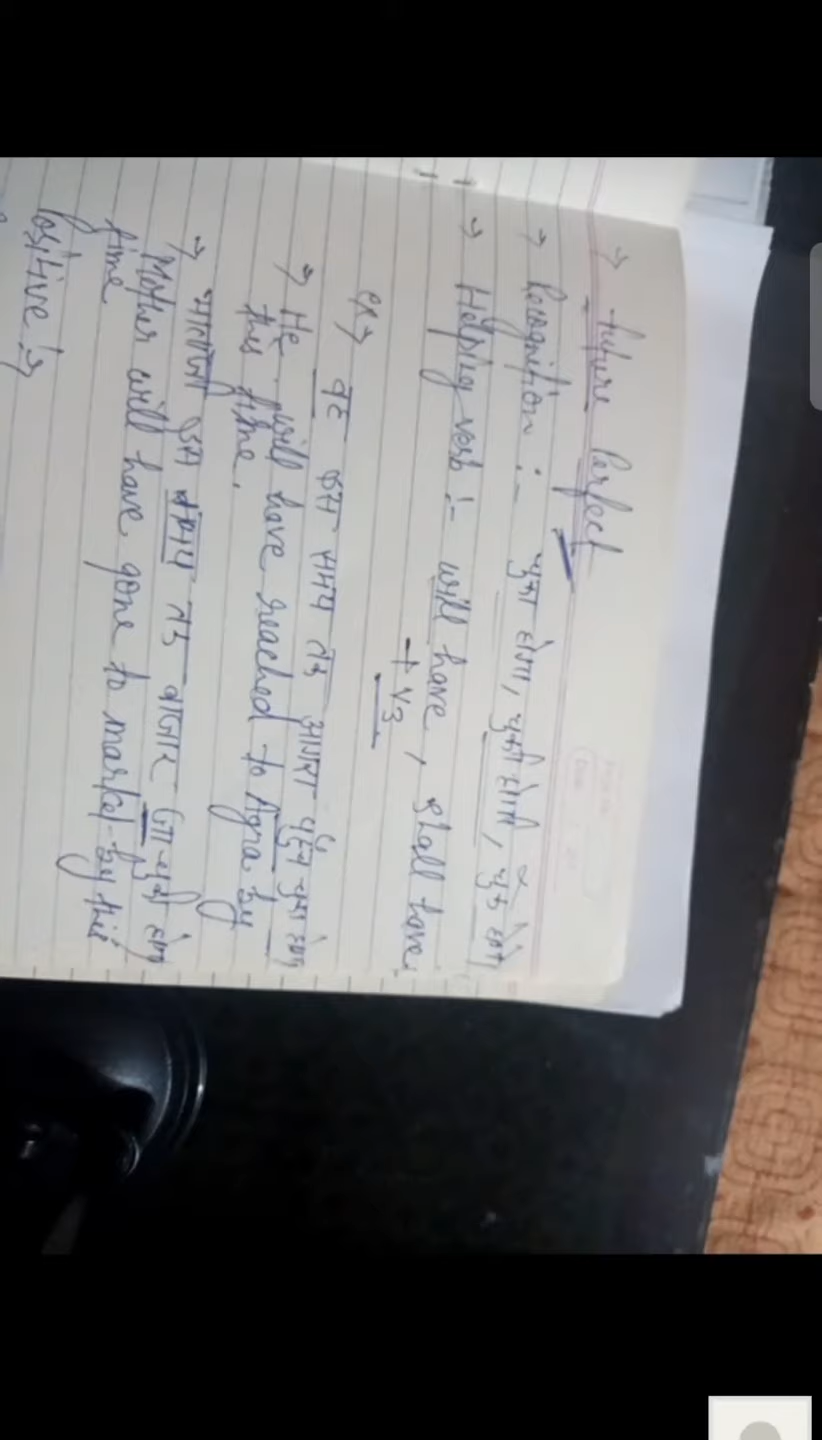 → Future Perfect
→ Recognition :- चुका होगा, चुकी होगी, चुके होंगे
→ Helping verb :- will have, shall have
+ V3
ex→ वह इस समय तक आगरा पहुँच चुका होगा
→ He will have reached to Agra by
this time.
→ माताजी इस समय तक बाजार जा चुकी होगी
Mother will have gone to market by this
time
Positive :→